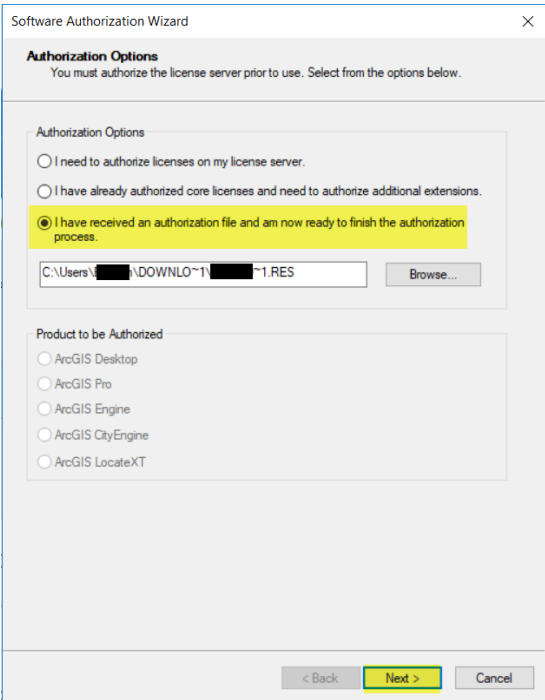 Software Authorization Wizard
Authorization Options
You must authorize the license server prior to use. Select from the options below.
Authorization Options
I need to authorize licenses on my license server.
I have already authorized core licenses and need to authorize additional extensions.
I have received an authorization file and am now ready to finish the authorization
process.
C:\Users\ \DOWNLO~1\ ~1.RES
Browse...
Product to be Authorized
ArcGIS Desktop
ArcGIS Pro
ArcGIS Engine
ArcGIS CityEngine
ArcGIS LocateXT
< Back
Next >
Cancel